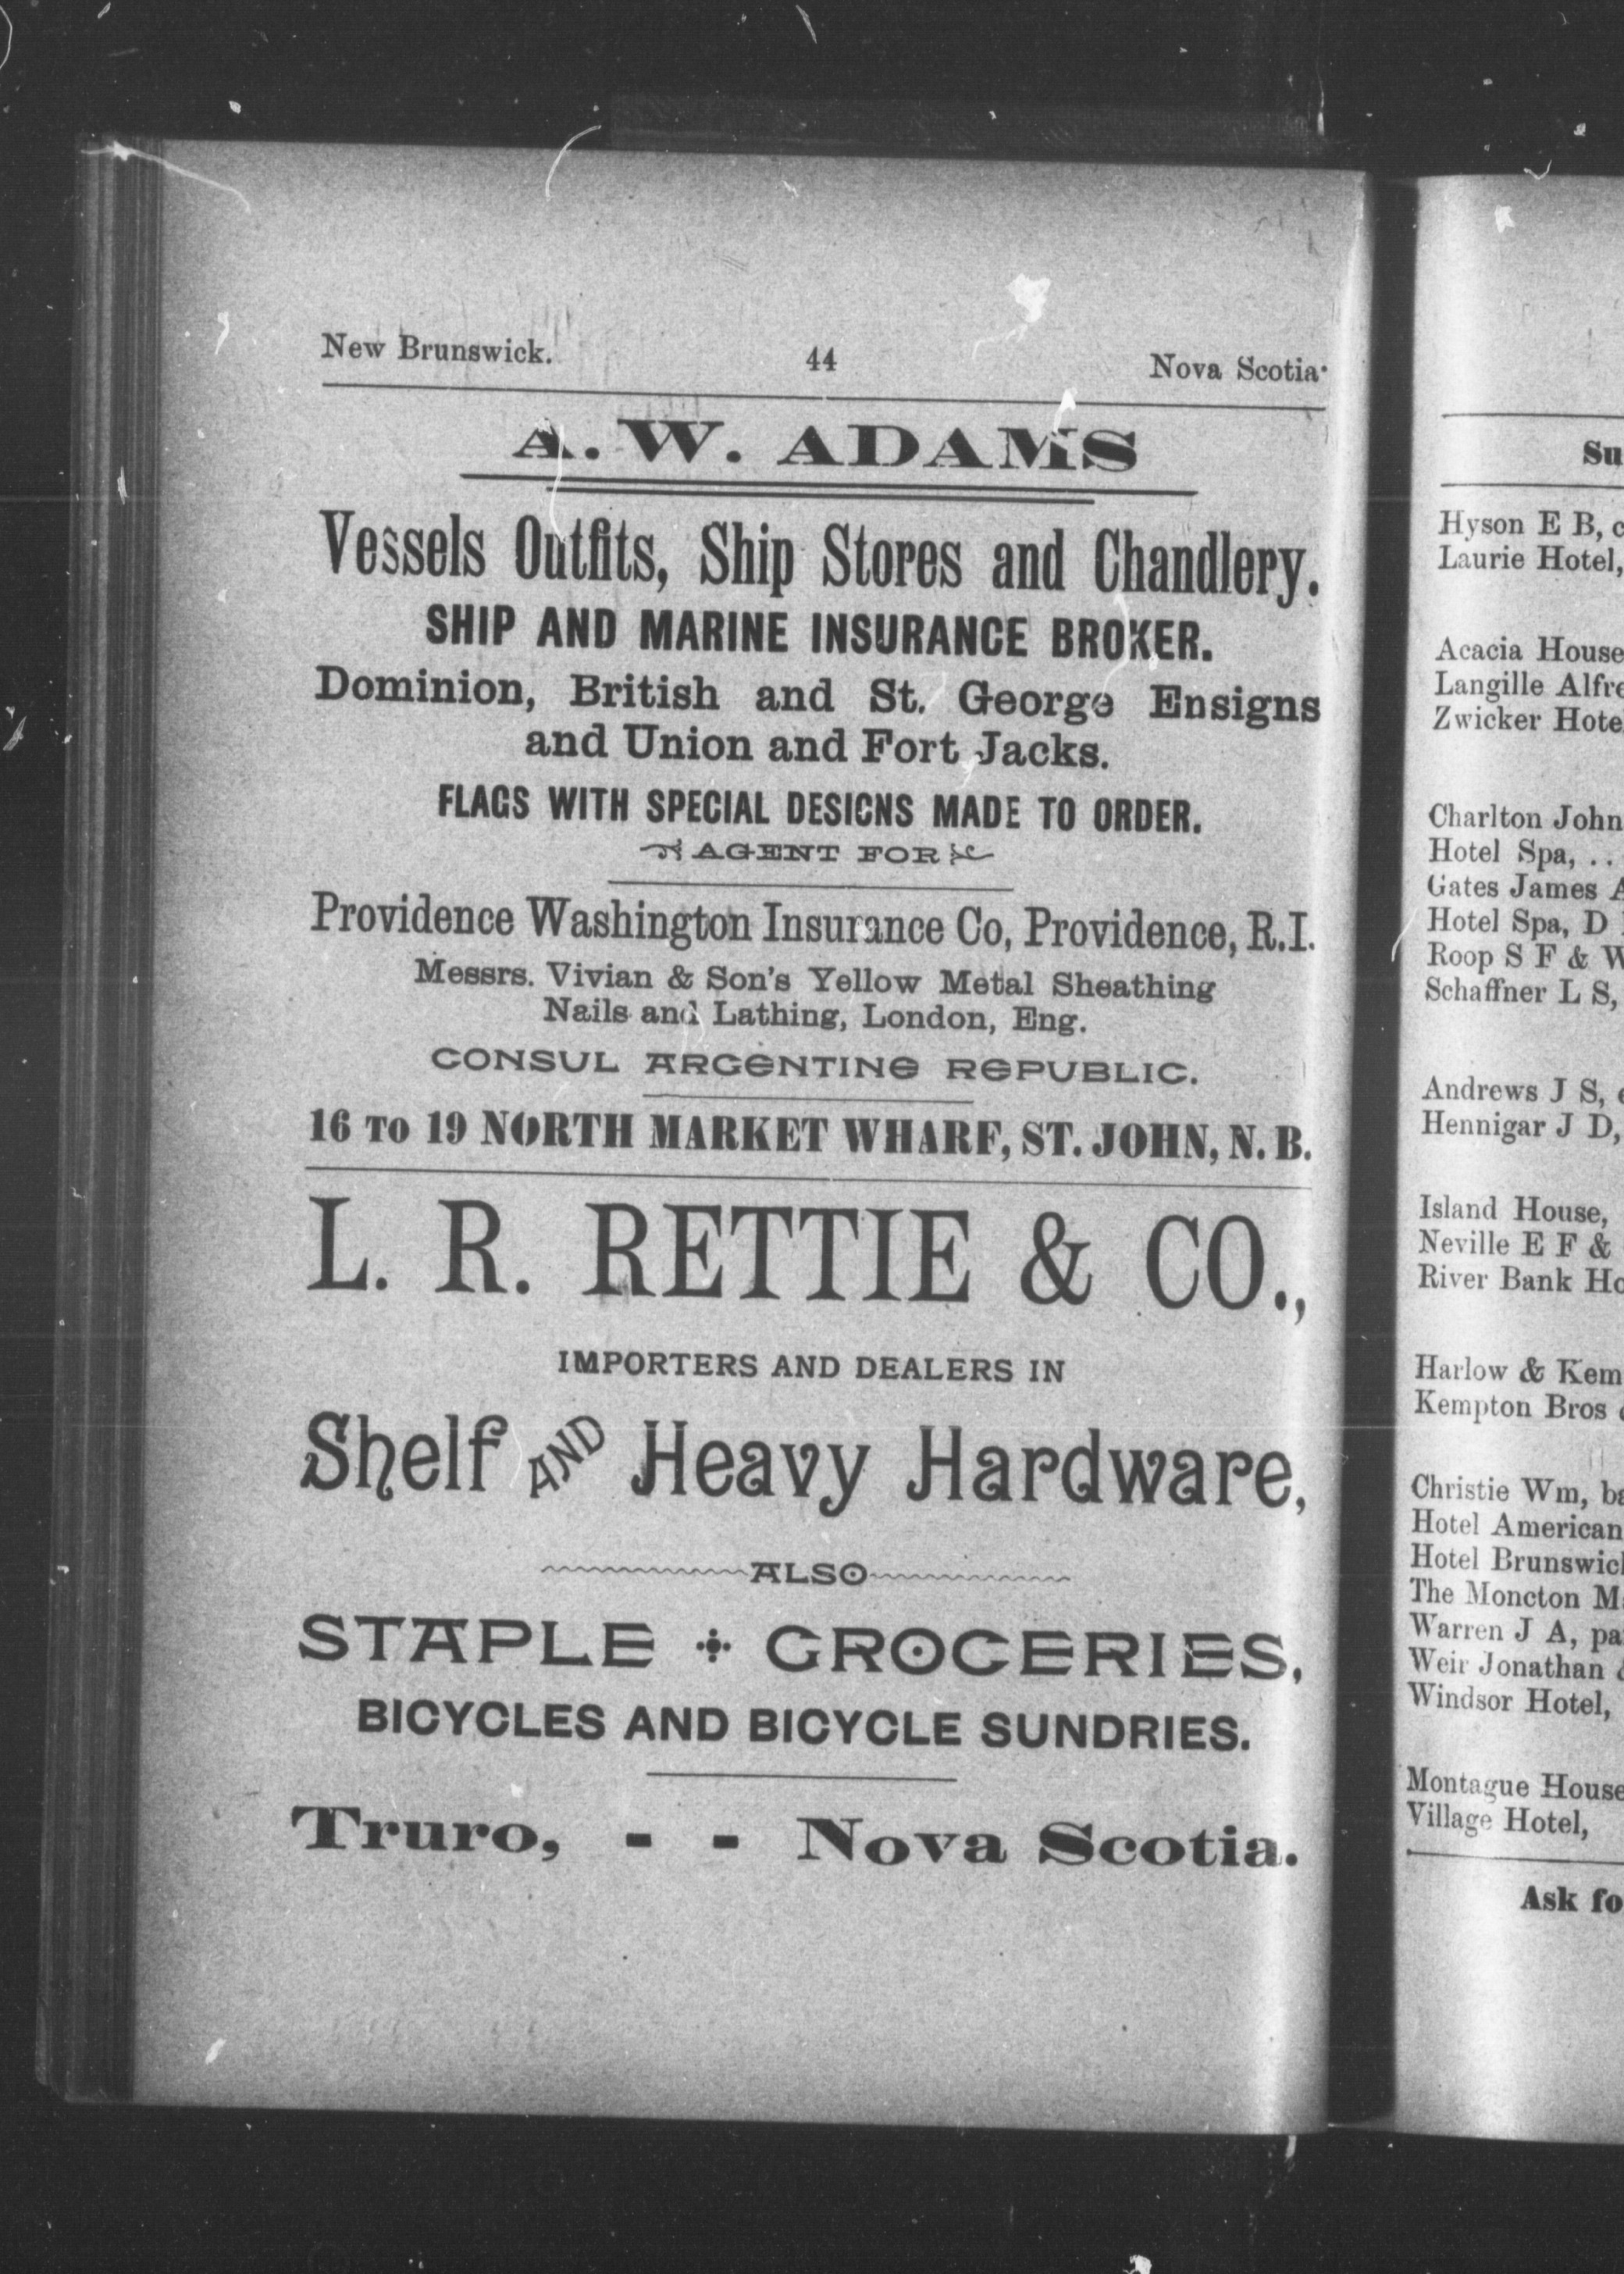 New Brunswick. 44 Nova Scotia·
A. W. ADAMS
Vessels Outfits, Ship Stores and Chandlery.
SHIP AND MARINE INSURANCE BROKER.
Dominion, British and St. George Ensigns
and Union and Fort Jacks.
FLAGS WITH SPECIAL DESIGNS MADE TO ORDER.
AGENT FOR
Providence Washington Insurance Co, Providence, R.I.
Messrs. Vivian & Son's Yellow Metal Sheathing
Nails and Lathing, London, Eng.
CONSUL ARGENTINE REPUBLIC.
16 TO 19 NORTH MARKET WHARF, ST. JOHN, N. B.
L. R. RETTIE & CO.,
IMPORTERS AND DEALERS IN
Shelf AND Heavy Hardware,
ALSO
STAPLE GROCERIES,
BICYCLES AND BICYCLE SUNDRIES.
Truro, - - Nova Scotia.
Hyson E B,
Laurie Hotel,
Acacia House
Langille
Zwicker
Charlton John
Hotel Spa, ..
Gates James
Hotel Spa, D
Roop S F &
Schaffner L S,
Andrews J S,
Hennigar J D,
Island House,
Neville E F &
River Bank
Harlow &
Kempton Bros
Christie Wm,
Hotel American
Hotel
The Moncton
Warren J A,
Weir Jonathan
Windsor Hotel,
Montague House
Village Hotel,
Ask